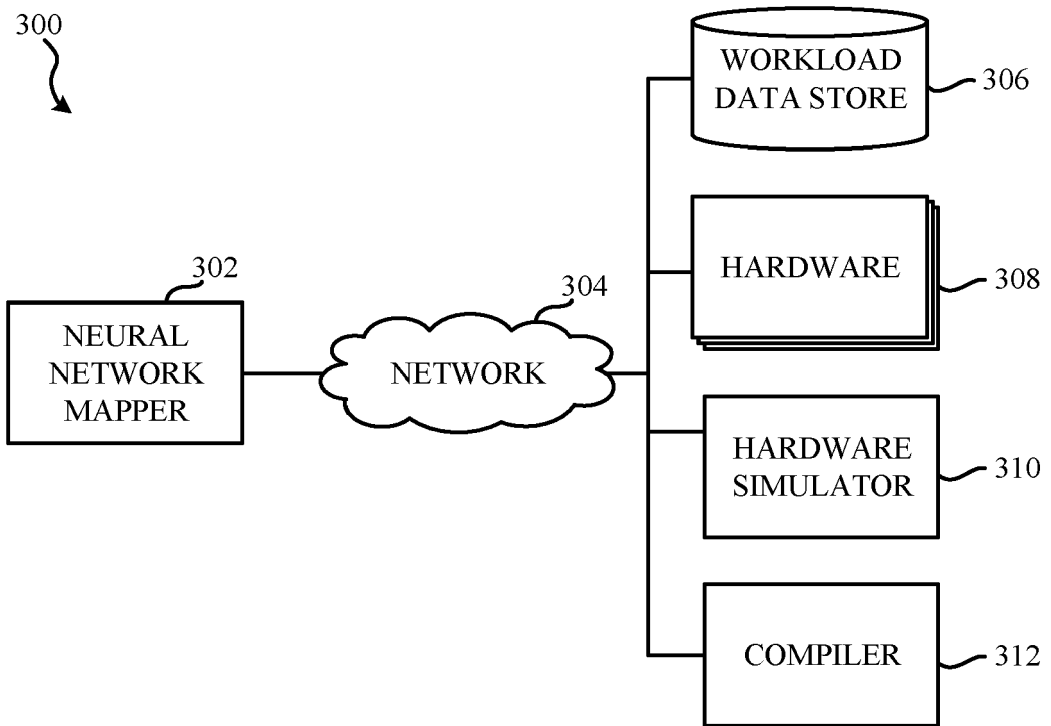 300
WORKLOAD
DATA STORE
306
HARDWARE
308
302
NEURAL
NETWORK
MAPPER
304
NETWORK
HARDWARE
SIMULATOR
310
COMPILER
312